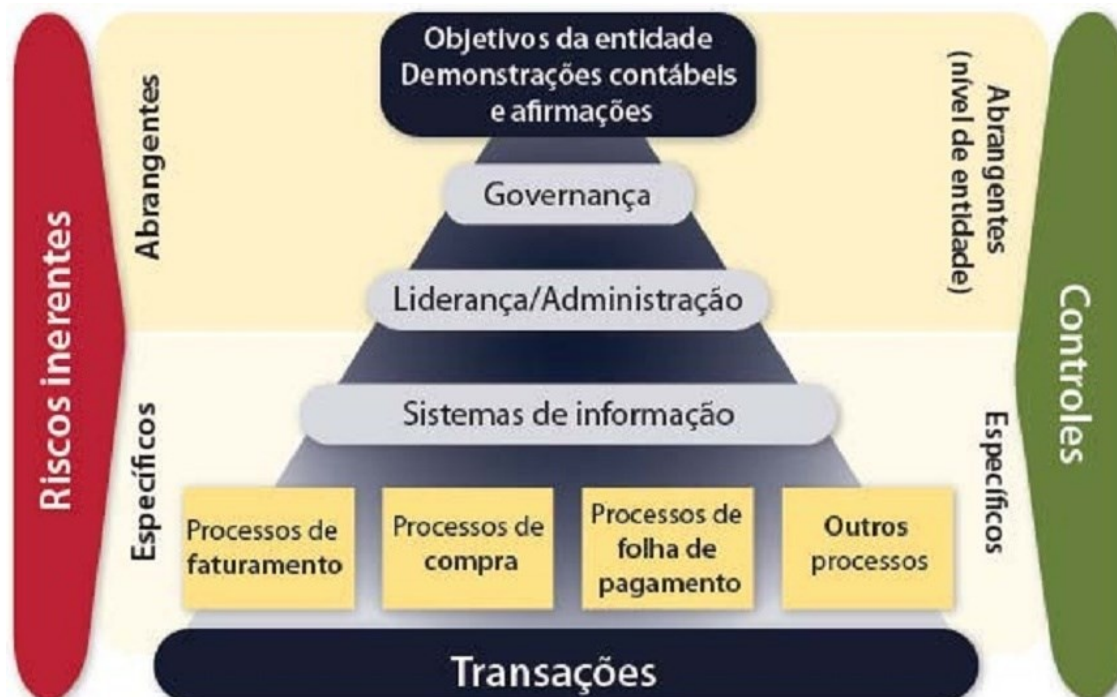 Objetivos da entidade
Demonstrações contábeis
e afirmações
Abrangentes
Abrangentes
(nível de entidade)
Governança
Liderança/Administração
Riscos inerentes
Controles
Sistemas de informação
Específicos
Específicos
Processos de
faturamento
Processos de
compra
Processos de
folha de
pagamento
Outros
processos
Transações